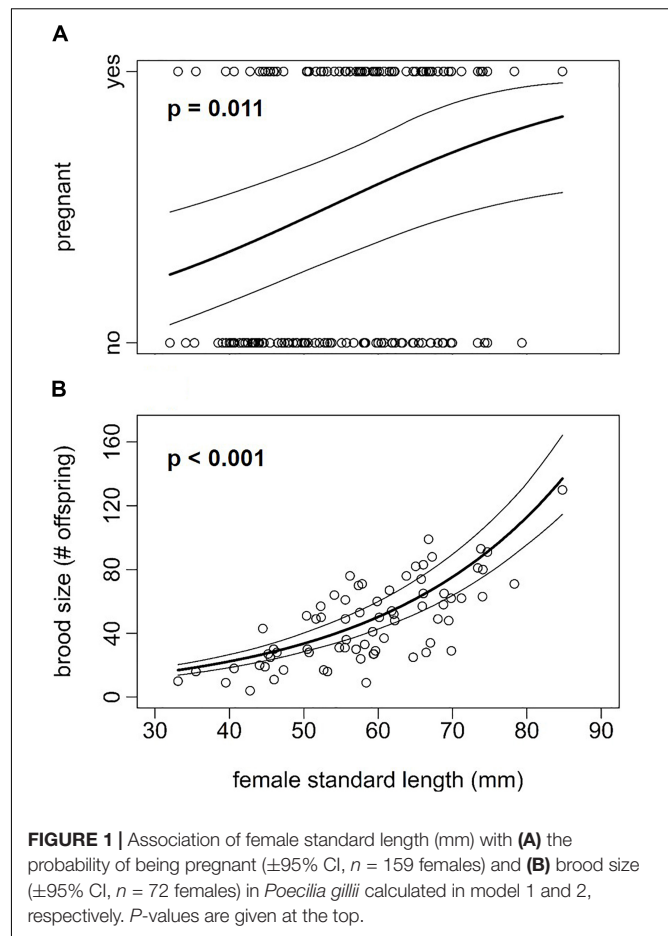 A
yes
p = 0.011
pregnant
no
B
160
p < 0.001
120
brood size (# offspring)
80
40
0
30 40 50 60 70 80 90
female standard length (mm)
FIGURE 1 | Association of female standard length (mm) with (A) the
probability of being pregnant (±95% CI, n = 159 females) and (B) brood size
(±95% CI, n = 72 females) in Poecilia gillii calculated in model 1 and 2,
respectively. P-values are given at the top.